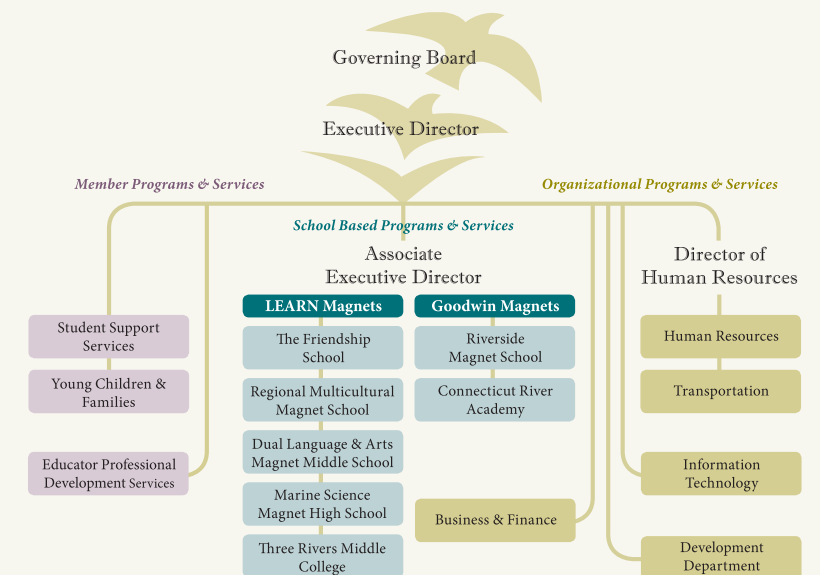 Governing Board
Executive Director
Member Programs & Services
Organizational Programs & Services
School Based Programs & Services
Associate
Executive Director
Director of
Human Resources
LEARN Magnets
Goodwin Magnets
Student Support
Services
Young Children &
Families
Educator Professional
Development Services
The Friendship
School
Regional Multicultural
Magnet School
Dual Language & Arts
Magnet Middle School
Marine Science
Magnet High School
Three Rivers Middle
College
Riverside
Magnet School
Connecticut River
Academy
Business & Finance
Human Resources
Transportation
Information
Technology
Development
Department